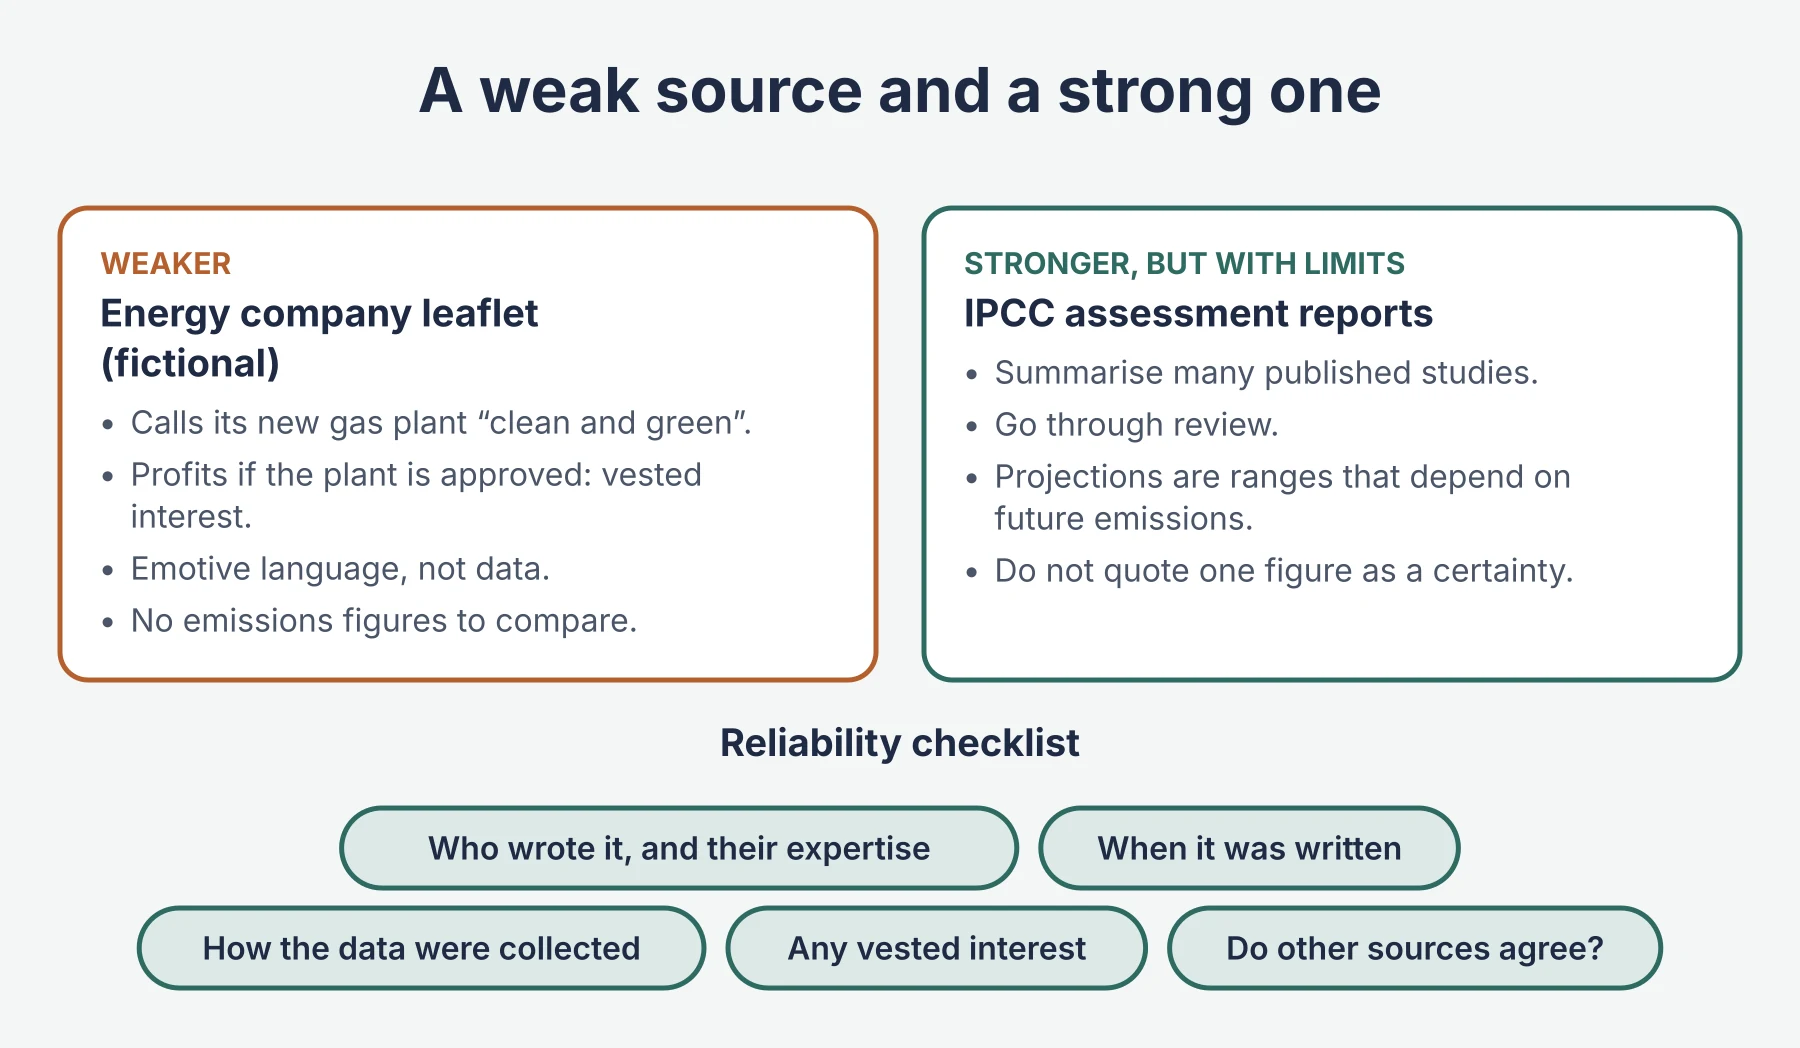 A weak source and a strong one
WEAKER
Energy company leaflet
(fictional)
• Calls its new gas plant “clean and green”.
• Profits if the plant is approved: vested
interest.
• Emotive language, not data.
• No emissions figures to compare.
STRONGER, BUT WITH LIMITS
IPCC assessment reports
• Summarise many published studies.
• Go through review.
• Projections are ranges that depend on
future emissions.
• Do not quote one figure as a certainty.
Reliability checklist
Who wrote it, and their expertise
When it was written
How the data were collected
Any vested interest
Do other sources agree?